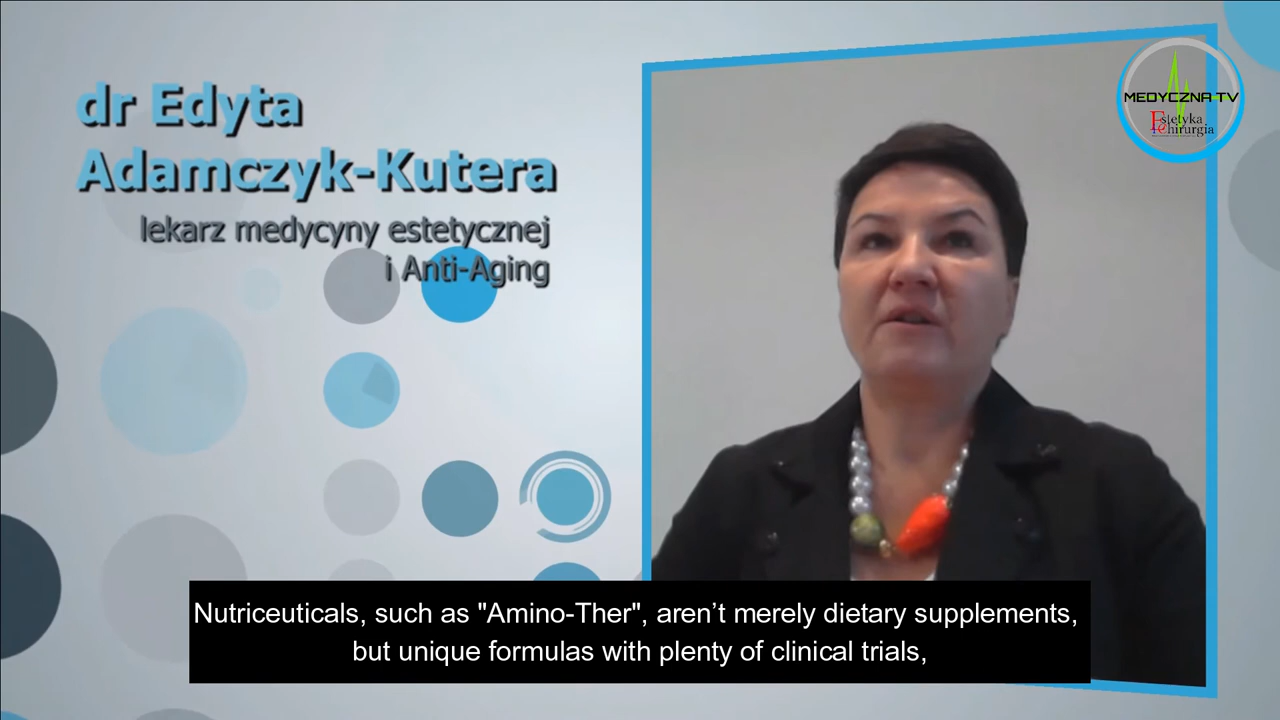 dr Edyta
Adamczyk-Kutera
lekarz medycyny estetycznej
i Anti-Aging
MEDYCZNA TV
Estetyka
Chirurgia
Nutriceuticals, such as "Amino-Ther", aren’t merely dietary supplements,
but unique formulas with plenty of clinical trials,